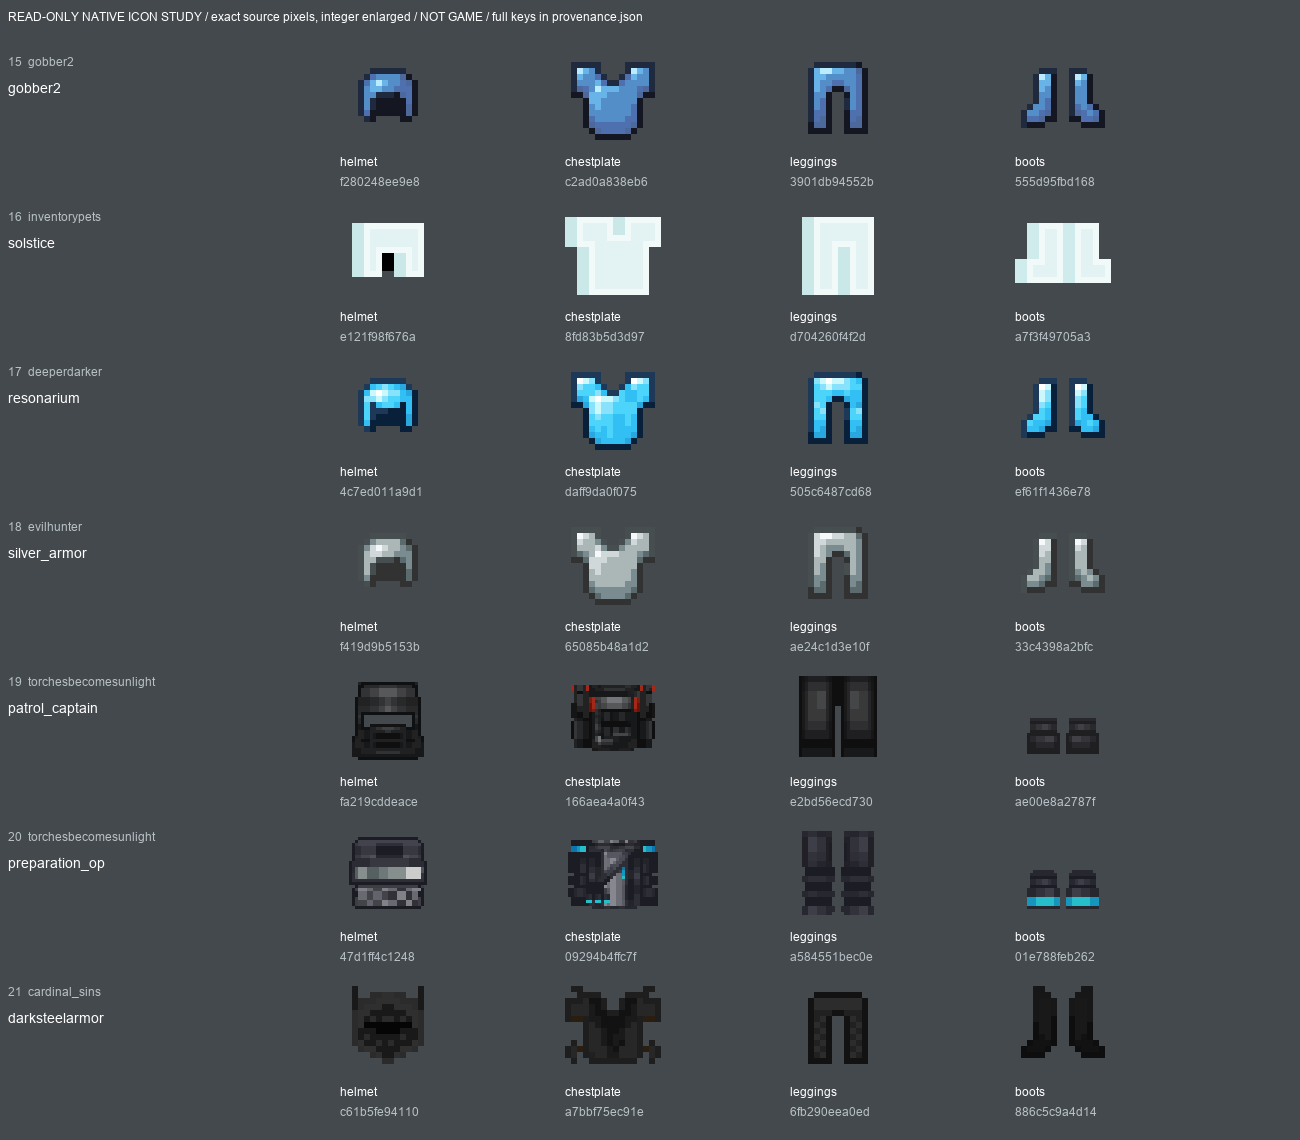 READ-ONLY NATIVE ICON STUDY / exact source pixels, integer enlarged / NOT GAME / full keys in provenance.json
15 gobber2
gobber2
helmet chestplate leggings boots
f280248ee9e8 c2ad0a838eb6 3901db94552b 555d95fbd168
16 inventorypets
solstice
helmet chestplate leggings boots
e121f98f676a 8fd83b5d3d97 d704260f4f2d a7f3f49705a3
17 deeperdarker
resonarium
helmet chestplate leggings boots
4c7ed011a9d1 daff9da0f075 505c6487cd68 ef61f1436e78
18 evilhunter
silver_armor
helmet chestplate leggings boots
f419d9b5153b 65085b48a1d2 ae24c1d3e10f 33c4398a2bfc
19 torchesbecomesunlight
patrol_captain
helmet chestplate leggings boots
fa219cddeace 166aea4a0f43 e2bd56ecd730 ae00e8a2787f
20 torchesbecomesunlight
preparation_op
helmet chestplate leggings boots
47d1ff4c1248 09294b4ffc7f a584551bec0e 01e788feb262
21 cardinal_sins
darksteelarmor
helmet chestplate leggings boots
c61b5fe94110 a7bbf75ec91e 6fb290eea0ed 886c5c9a4d14